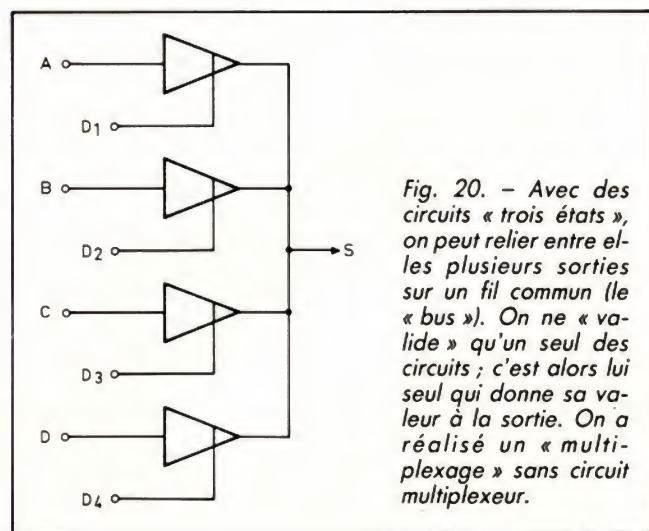 A
D1
B
D2
S
C
D3
D
D4
Fig. 20. – Avec des
circuits « trois états »,
on peut relier entre el-
les plusieurs sorties
sur un fil commun (le
« bus »). On ne « va-
lide » qu'un seul des
circuits ; c'est alors lui
seul qui donne sa va-
leur à la sortie. On a
réalisé un « multi-
plexage » sans circuit
multiplexeur.